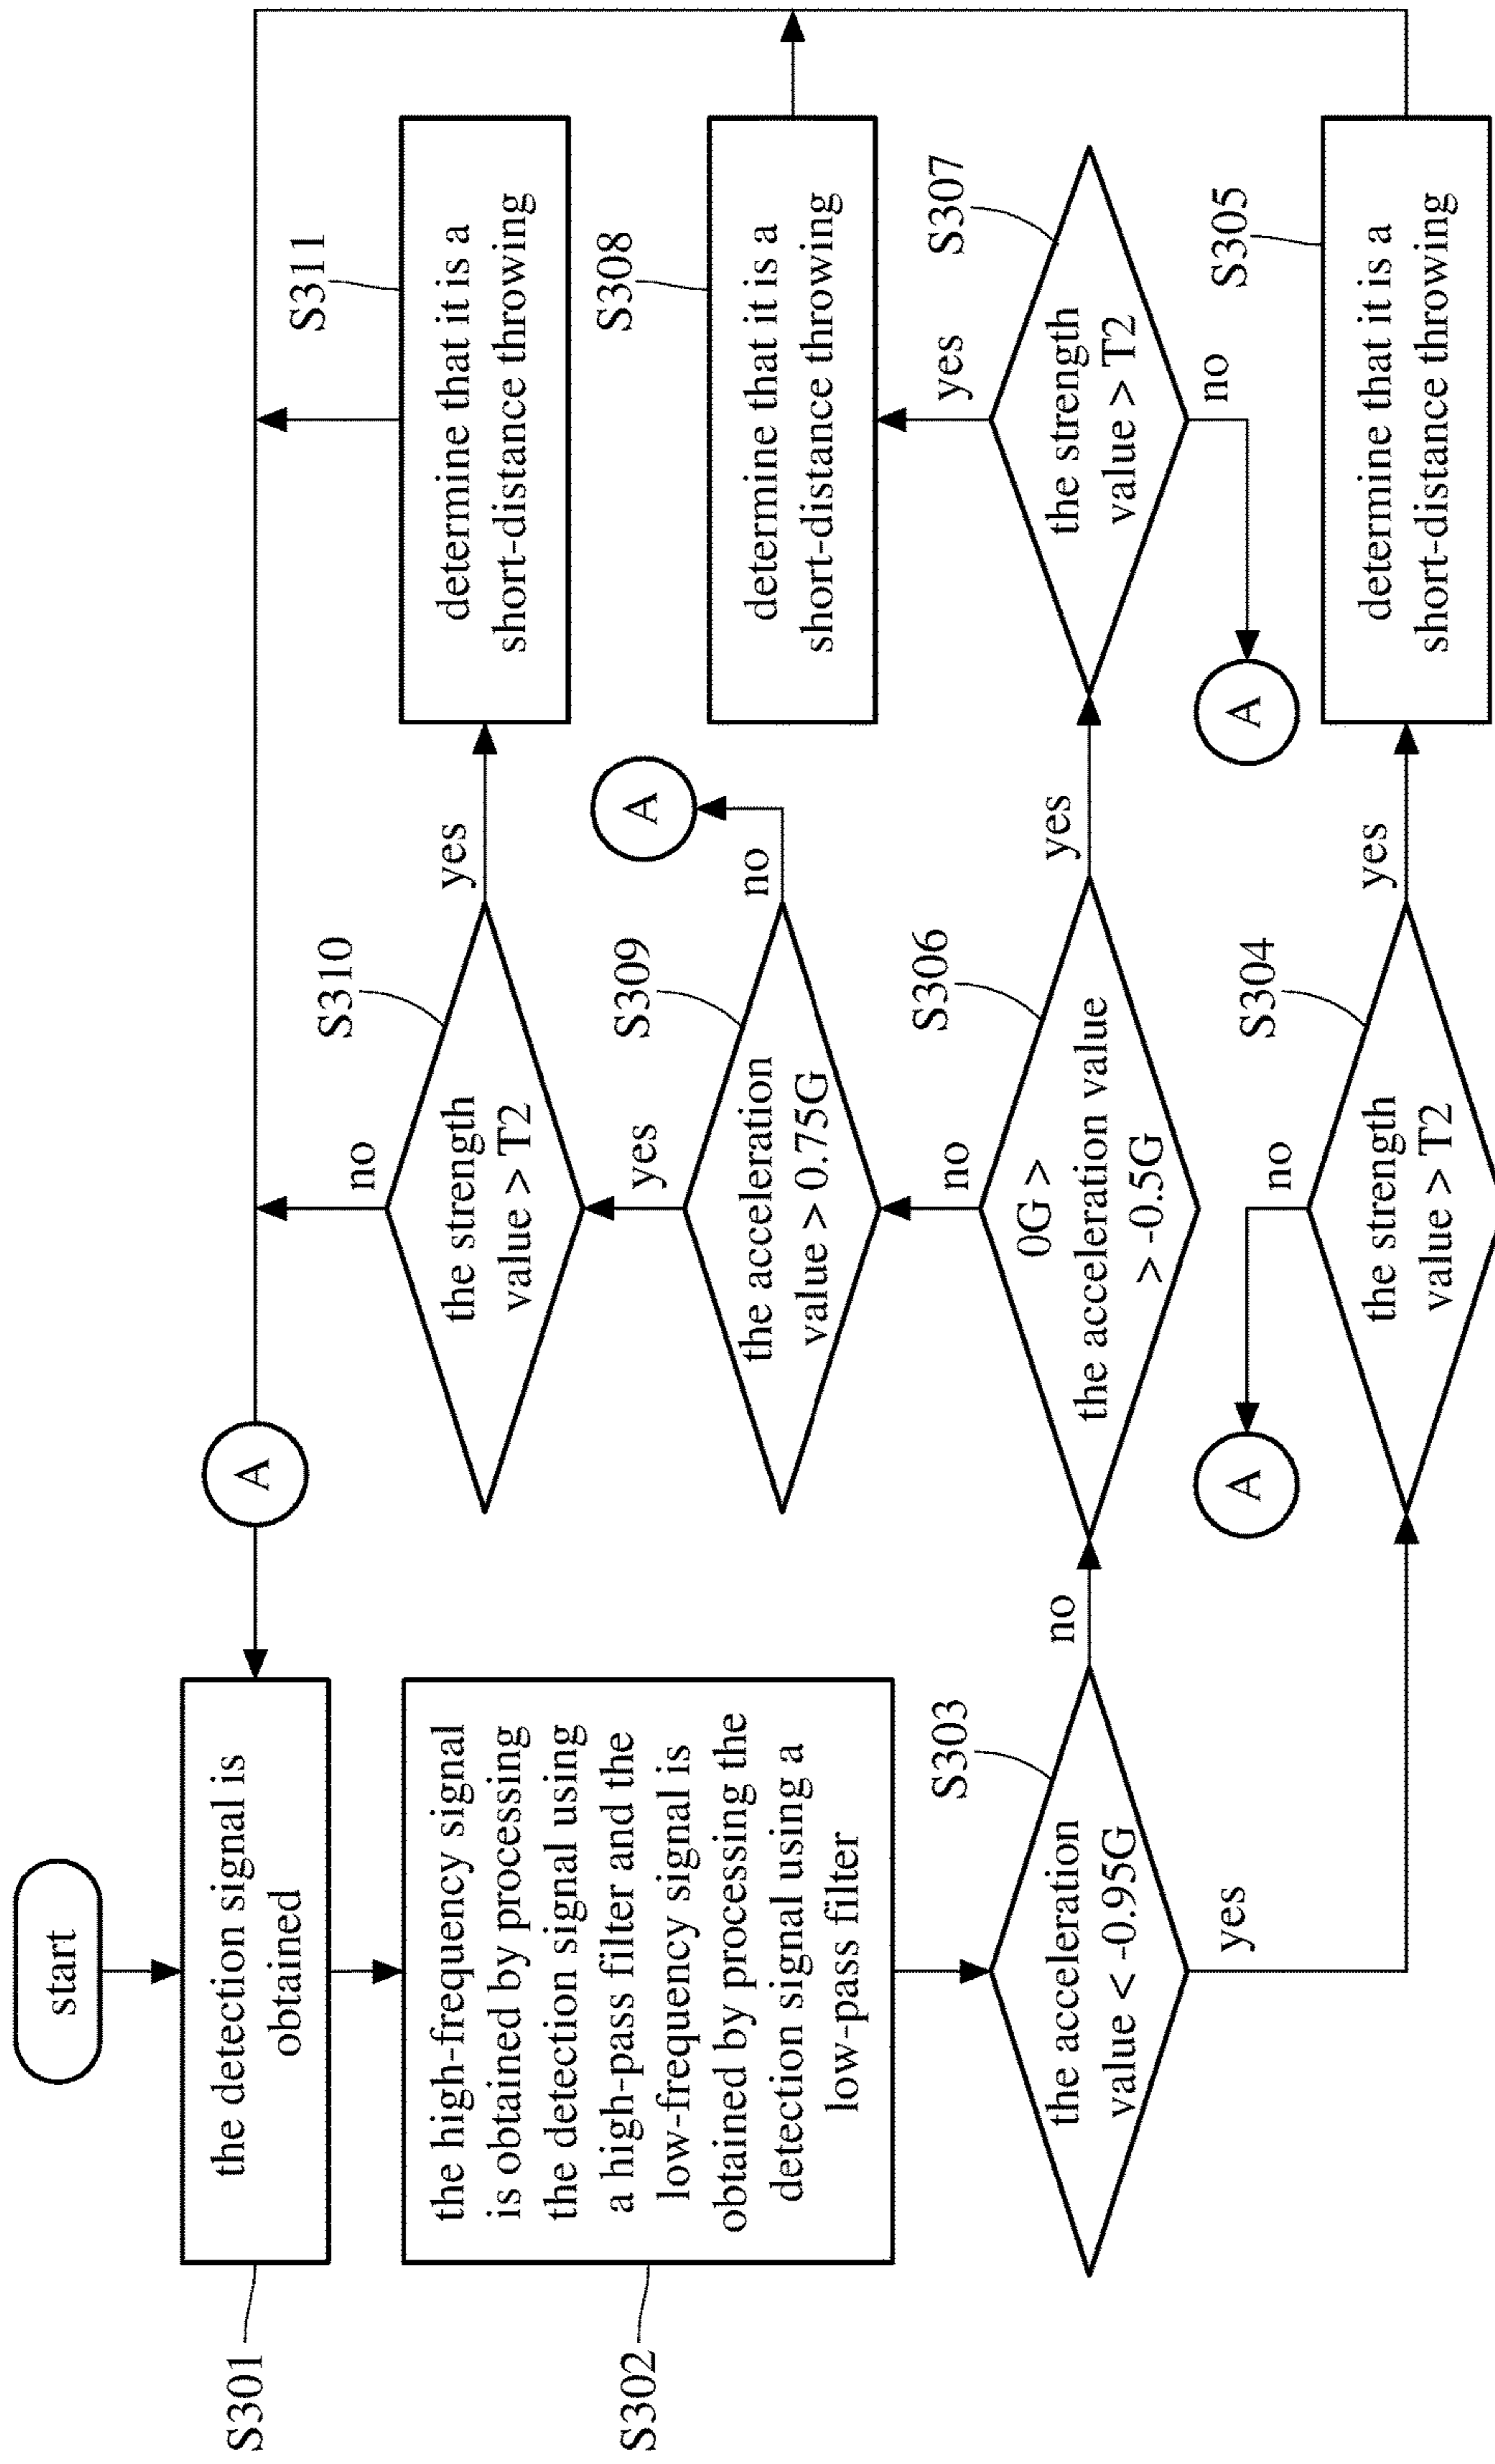 start
S301
the detection signal is
obtained
S302
the high-frequency signal
is obtained by processing
the detection signal using
a high-pass filter and the
low-frequency signal is
obtained by processing the
detection signal using a
low-pass filter
S303
the acceleration
value < -0.95G
no
yes
A
S310
the strength
value > T2
no
yes
S311
determine that it is a
short-distance throwing
S309
the acceleration
value > 0.75G
yes
no
A
S308
determine that it is a
short-distance throwing
S306
0G >
the acceleration value
> -0.5G
no
yes
S307
the strength
value > T2
yes
no
A
S304
the strength
value > T2
no
yes
A
S305
determine that it is a
short-distance throwing